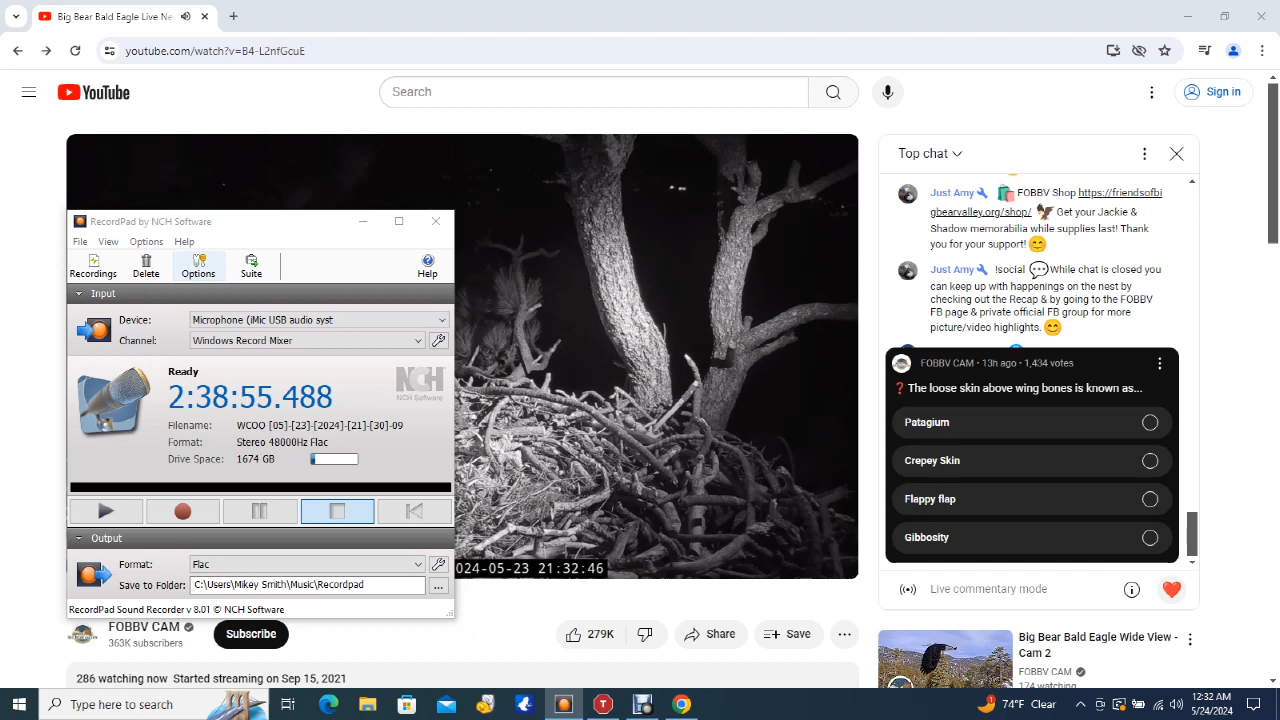 Big Bear Bald Eagle Live Ne
youtube.com/watch?v=B4-L2nfGcuE
YouTube
Search
Sign in
RecordPad by NCH Software
File View Options Help
Recordings Delete Options Suite Help
Input
Device: Microphone (iMic USB audio syst
Channel: Windows Record Mixer
Ready
2:38:55.488
NCH
NCH Software
Filename: WCOO [05]-[23]-[2024]-[21]-[30]-09
Format: Stereo 48000Hz Flac
Drive Space: 1674 GB
Output
Format: Flac
Save to Folder: C:\Users\Mikey Smith\Music\Recordpad
...
RecordPad Sound Recorder v 8.01 © NCH Software
024-05-23 21:32:46
FOBBV CAM
363K subscribers
Subscribe
279K
Share
Save
286 watching now Started streaming on Sep 15, 2021
Top chat
Just Amy 🔧 🛍️ FOBBV Shop https://friendsofbi
gbearvalley.org/shop/ 🦅 Get your Jackie &
Shadow memorabilia while supplies last! Thank
you for your support! 😊
Just Amy 🔧 !social 💬While chat is closed you
can keep up with happenings on the nest by
checking out the Recap & by going to the FOBBV
FB page & private official FB group for more
picture/video highlights. 😊
FOBBV CAM • 13h ago • 1,434 votes
❓The loose skin above wing bones is known as...
Patagium
Crepey Skin
Flappy flap
Gibbosity
Live commentary mode
Big Bear Bald Eagle Wide View -
Cam 2
FOBBV CAM
174 watching
Type here to search
T
74°F Clear
12:32 AM
5/24/2024